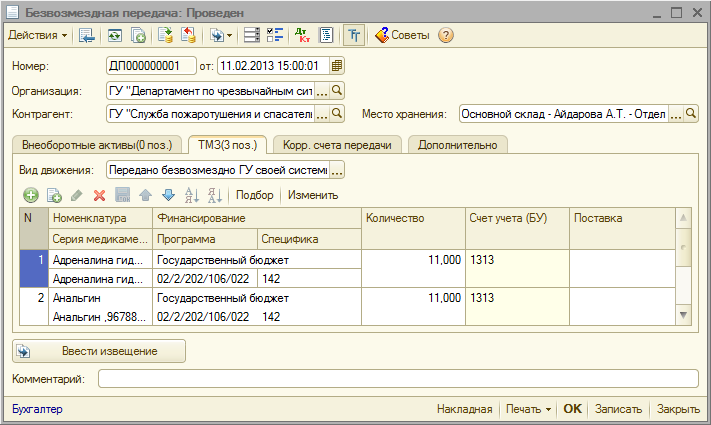 Безвозмездная передача: Проведен
Действия Дт Кт Тт Советы ?
Номер: ДП000000001 от: 11.02.2013 15:00:01
Организация: ГУ "Департамент по чрезвычайным сит ...
Контрагент: ГУ "Служба пожаротушения и спасател ... Место хранения: Основной склад - Айдарова А.Т. - Отдел ...
Внеоборотные активы(0 поз.) ТМЗ(3 поз.) Корр. счета передачи Дополнительно
Вид движения: Передано безвозмездно ГУ своей систем ...
Подбор Изменить
N Номенклатура Финансирование Количество Счет учета (БУ) Поставка
Серия медикаме... Программа Специфика
1 Адреналина гид... Государственный бюджет 11,000 1313
Адреналина гид... 02/2/202/106/022 142
2 Анальгин Государственный бюджет 11,000 1313
Анальгин ,96788... 02/2/202/106/022 142
Ввести извещение
Комментарий:
Бухгалтер Накладная Печать OK Записать Закрыть